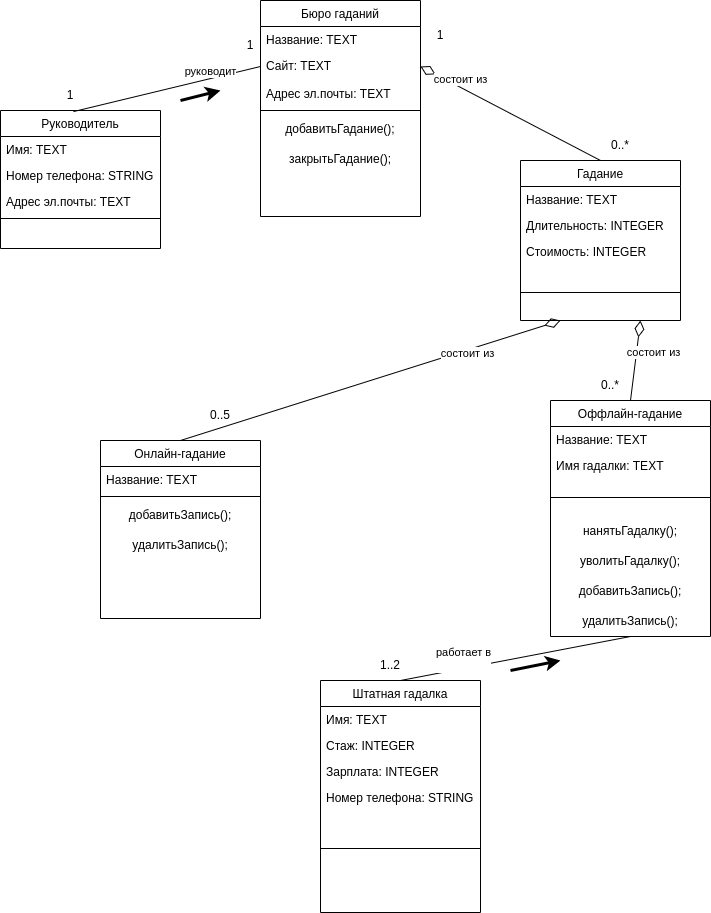 Бюро гаданий
Название: TEXT
Сайт: TEXT
Адрес эл.почты: TEXT
добавитьГадание();
закрытьГадание();
1
1
руководит
состоит из
1
0..*
Руководитель
Имя: TEXT
Номер телефона: STRING
Адрес эл.почты: TEXT
Гадание
Название: TEXT
Длительность: INTEGER
Стоимость: INTEGER
состоит из
состоит из
0..5
0..*
Онлайн-гадание
Название: TEXT
добавитьЗапись();
удалитьЗапись();
Оффлайн-гадание
Название: TEXT
Имя гадалки: TEXT
нанятьГадалку();
уволитьГадалку();
добавитьЗапись();
удалитьЗапись();
работает в
1..2
Штатная гадалка
Имя: TEXT
Стаж: INTEGER
Зарплата: INTEGER
Номер телефона: STRING